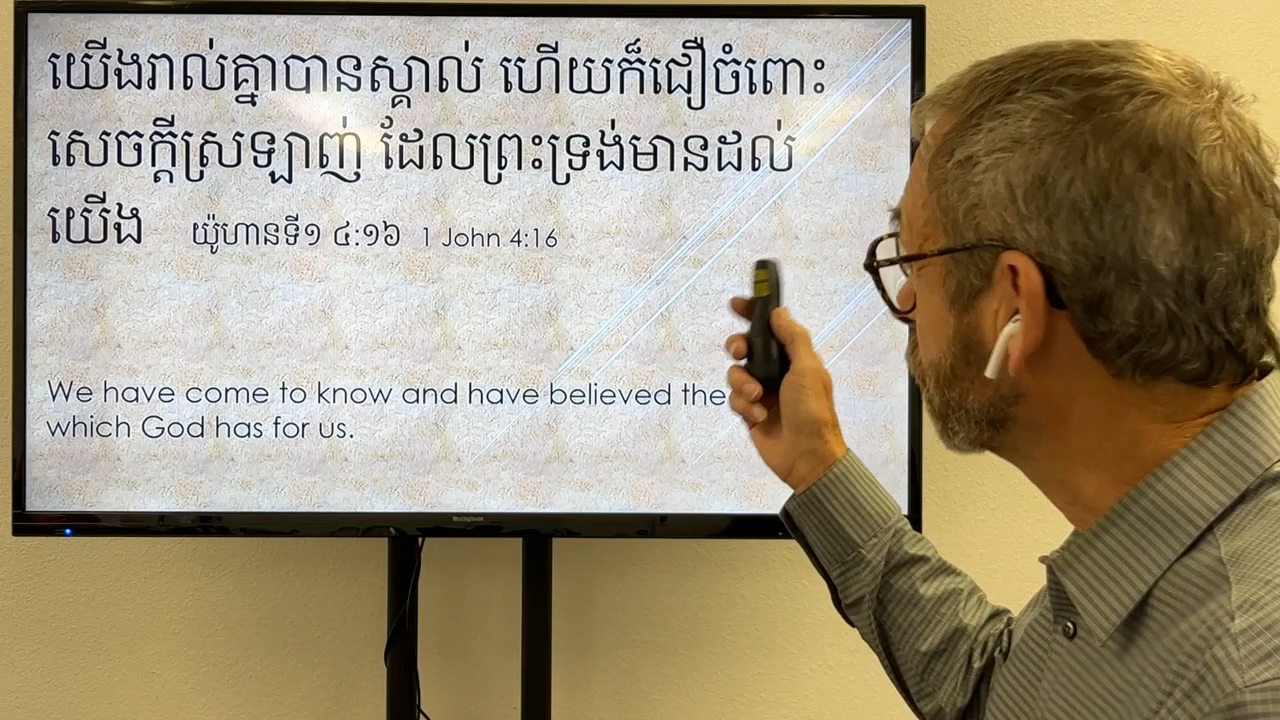 យើងរាល់គ្នាបានស្គាល់ ហើយក៏ជឿចំពោះ
សេចក្ដីស្រឡាញ់ ដែលព្រះទ្រង់មានដល់
យើង យ៉ូហានទី១ ៤:១៦ 1 John 4:16
We have come to know and have believed the
which God has for us.
Westinghouse